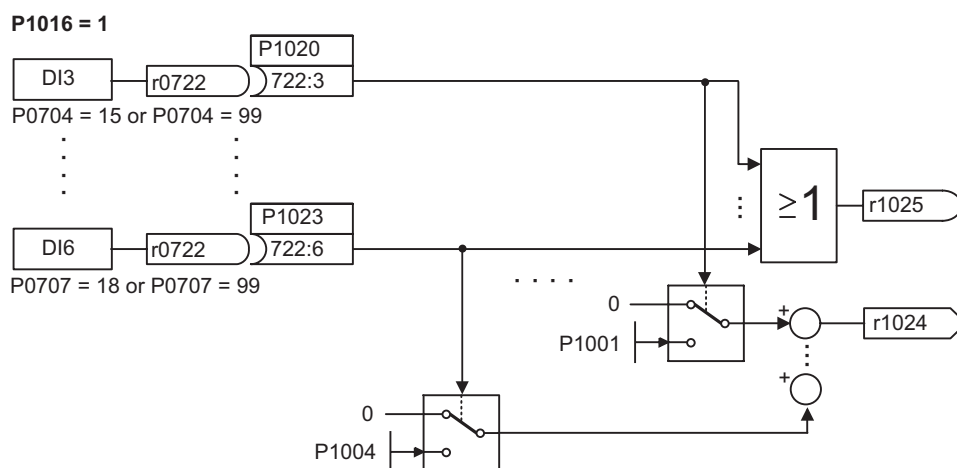 P1016 = 1
P1020
DI3
r0722
722:3
P0704 = 15 or P0704 = 99
P1023
≥1
r1025
DI6
r0722
722:6
P0707 = 18 or P0707 = 99
0
+
r1024
P1001
+
0
P1004